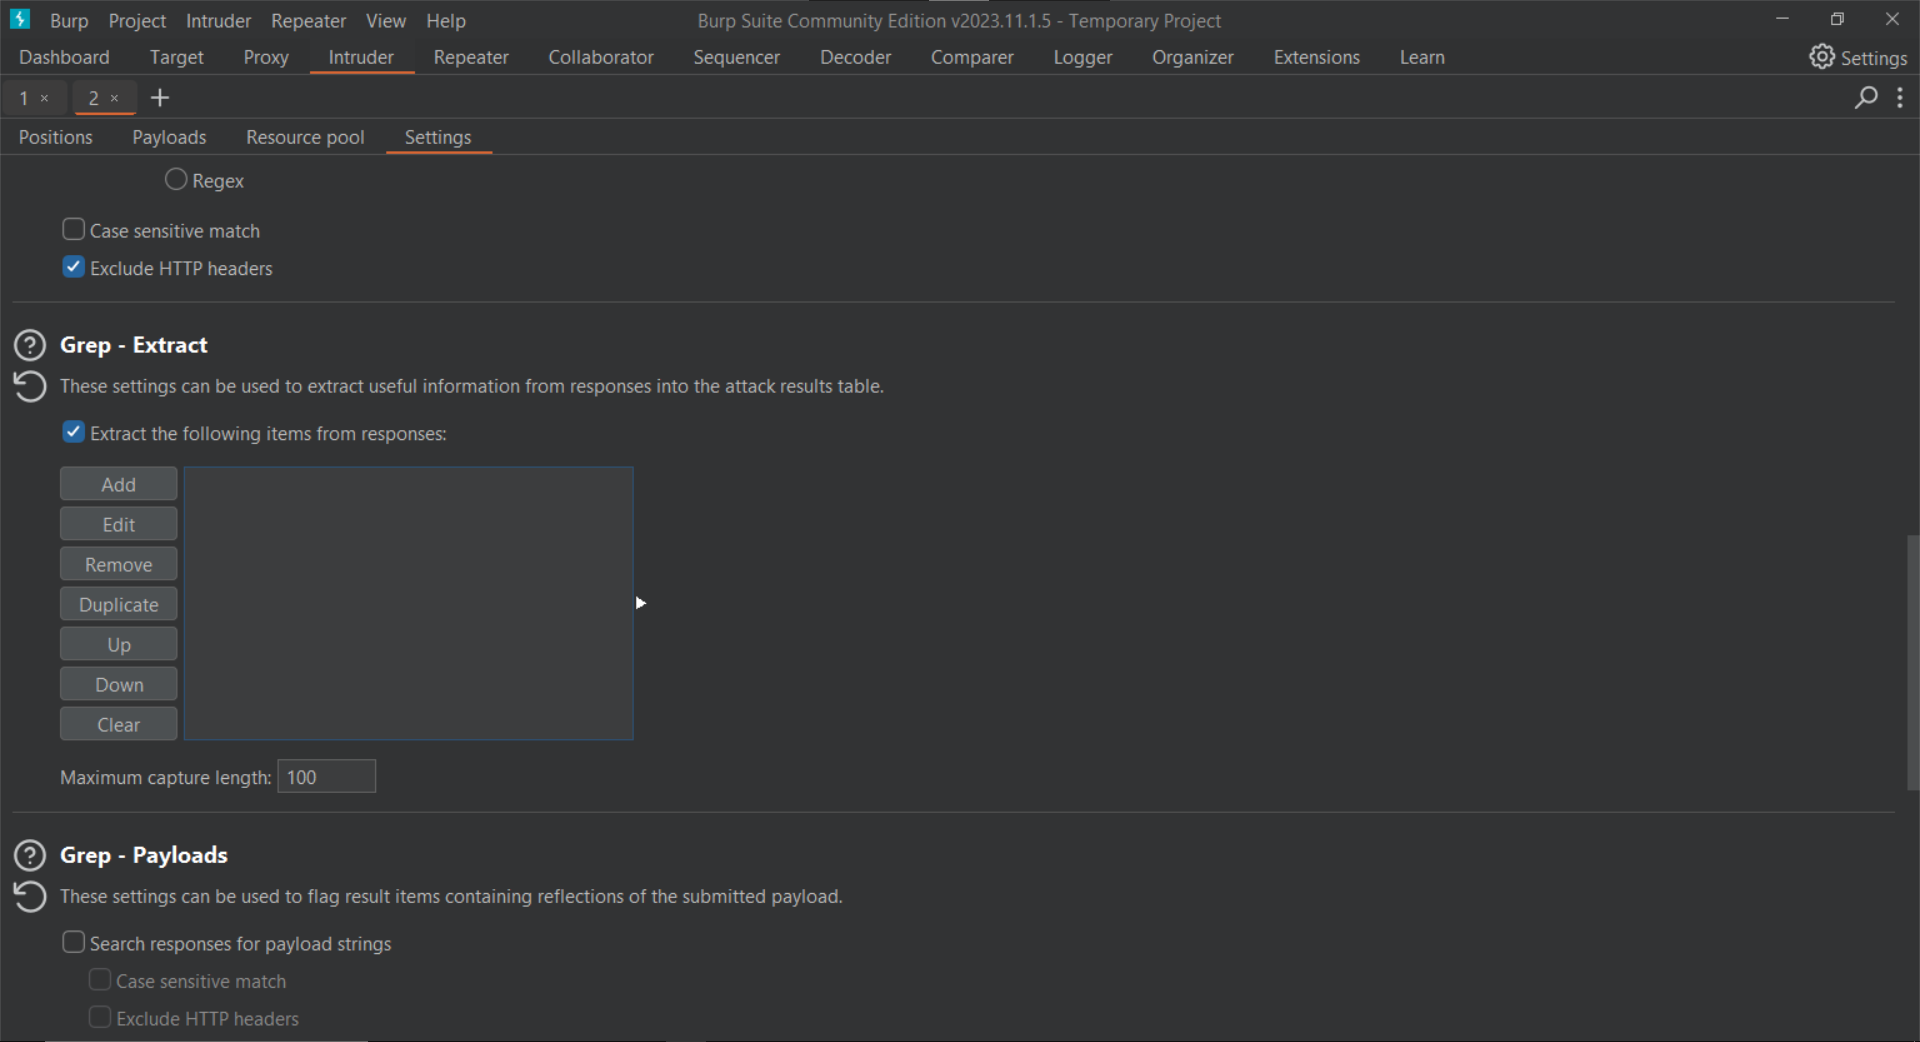 Burp Project Intruder Repeater View Help Burp Suite Community Edition v2023.11.1.5 - Temporary Project
Dashboard Target Proxy Intruder Repeater Collaborator Sequencer Decoder Comparer Logger Organizer Extensions Learn Settings
1 × 2 × +
Positions Payloads Resource pool Settings
Regex
Case sensitive match
Exclude HTTP headers
Grep - Extract
These settings can be used to extract useful information from responses into the attack results table.
Extract the following items from responses:
Add
Edit
Remove
Duplicate
Up
Down
Clear
Maximum capture length: 100
Grep - Payloads
These settings can be used to flag result items containing reflections of the submitted payload.
Search responses for payload strings
Case sensitive match
Exclude HTTP headers